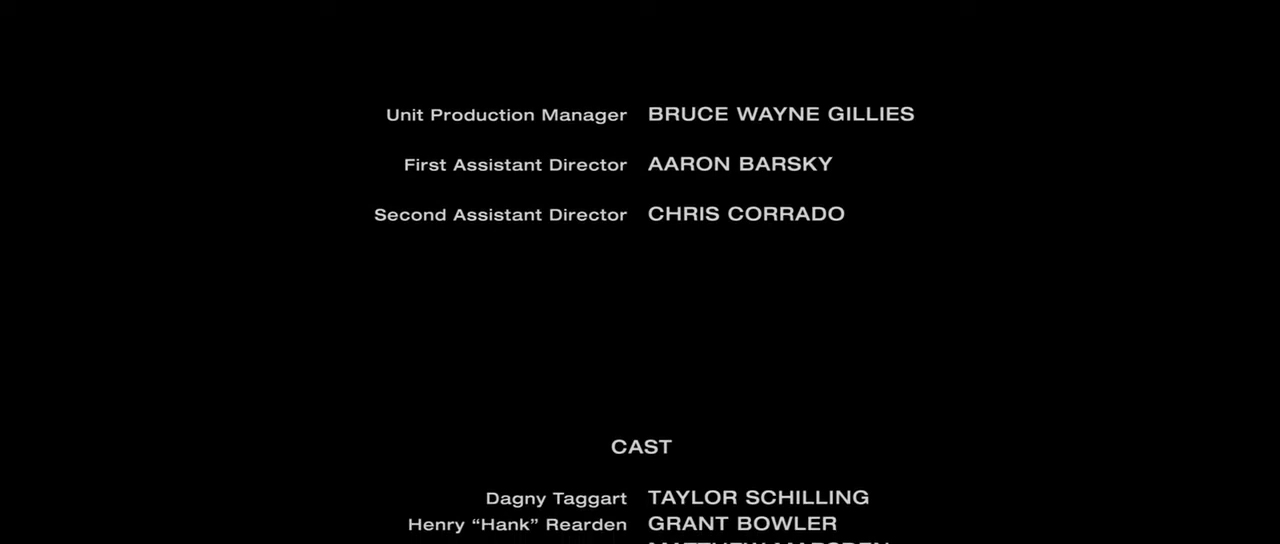 Unit Production Manager BRUCE WAYNE GILLIES
First Assistant Director AARON BARSKY
Second Assistant Director CHRIS CORRADO
CAST
Dagny Taggart TAYLOR SCHILLING
Henry “Hank” Rearden GRANT BOWLER